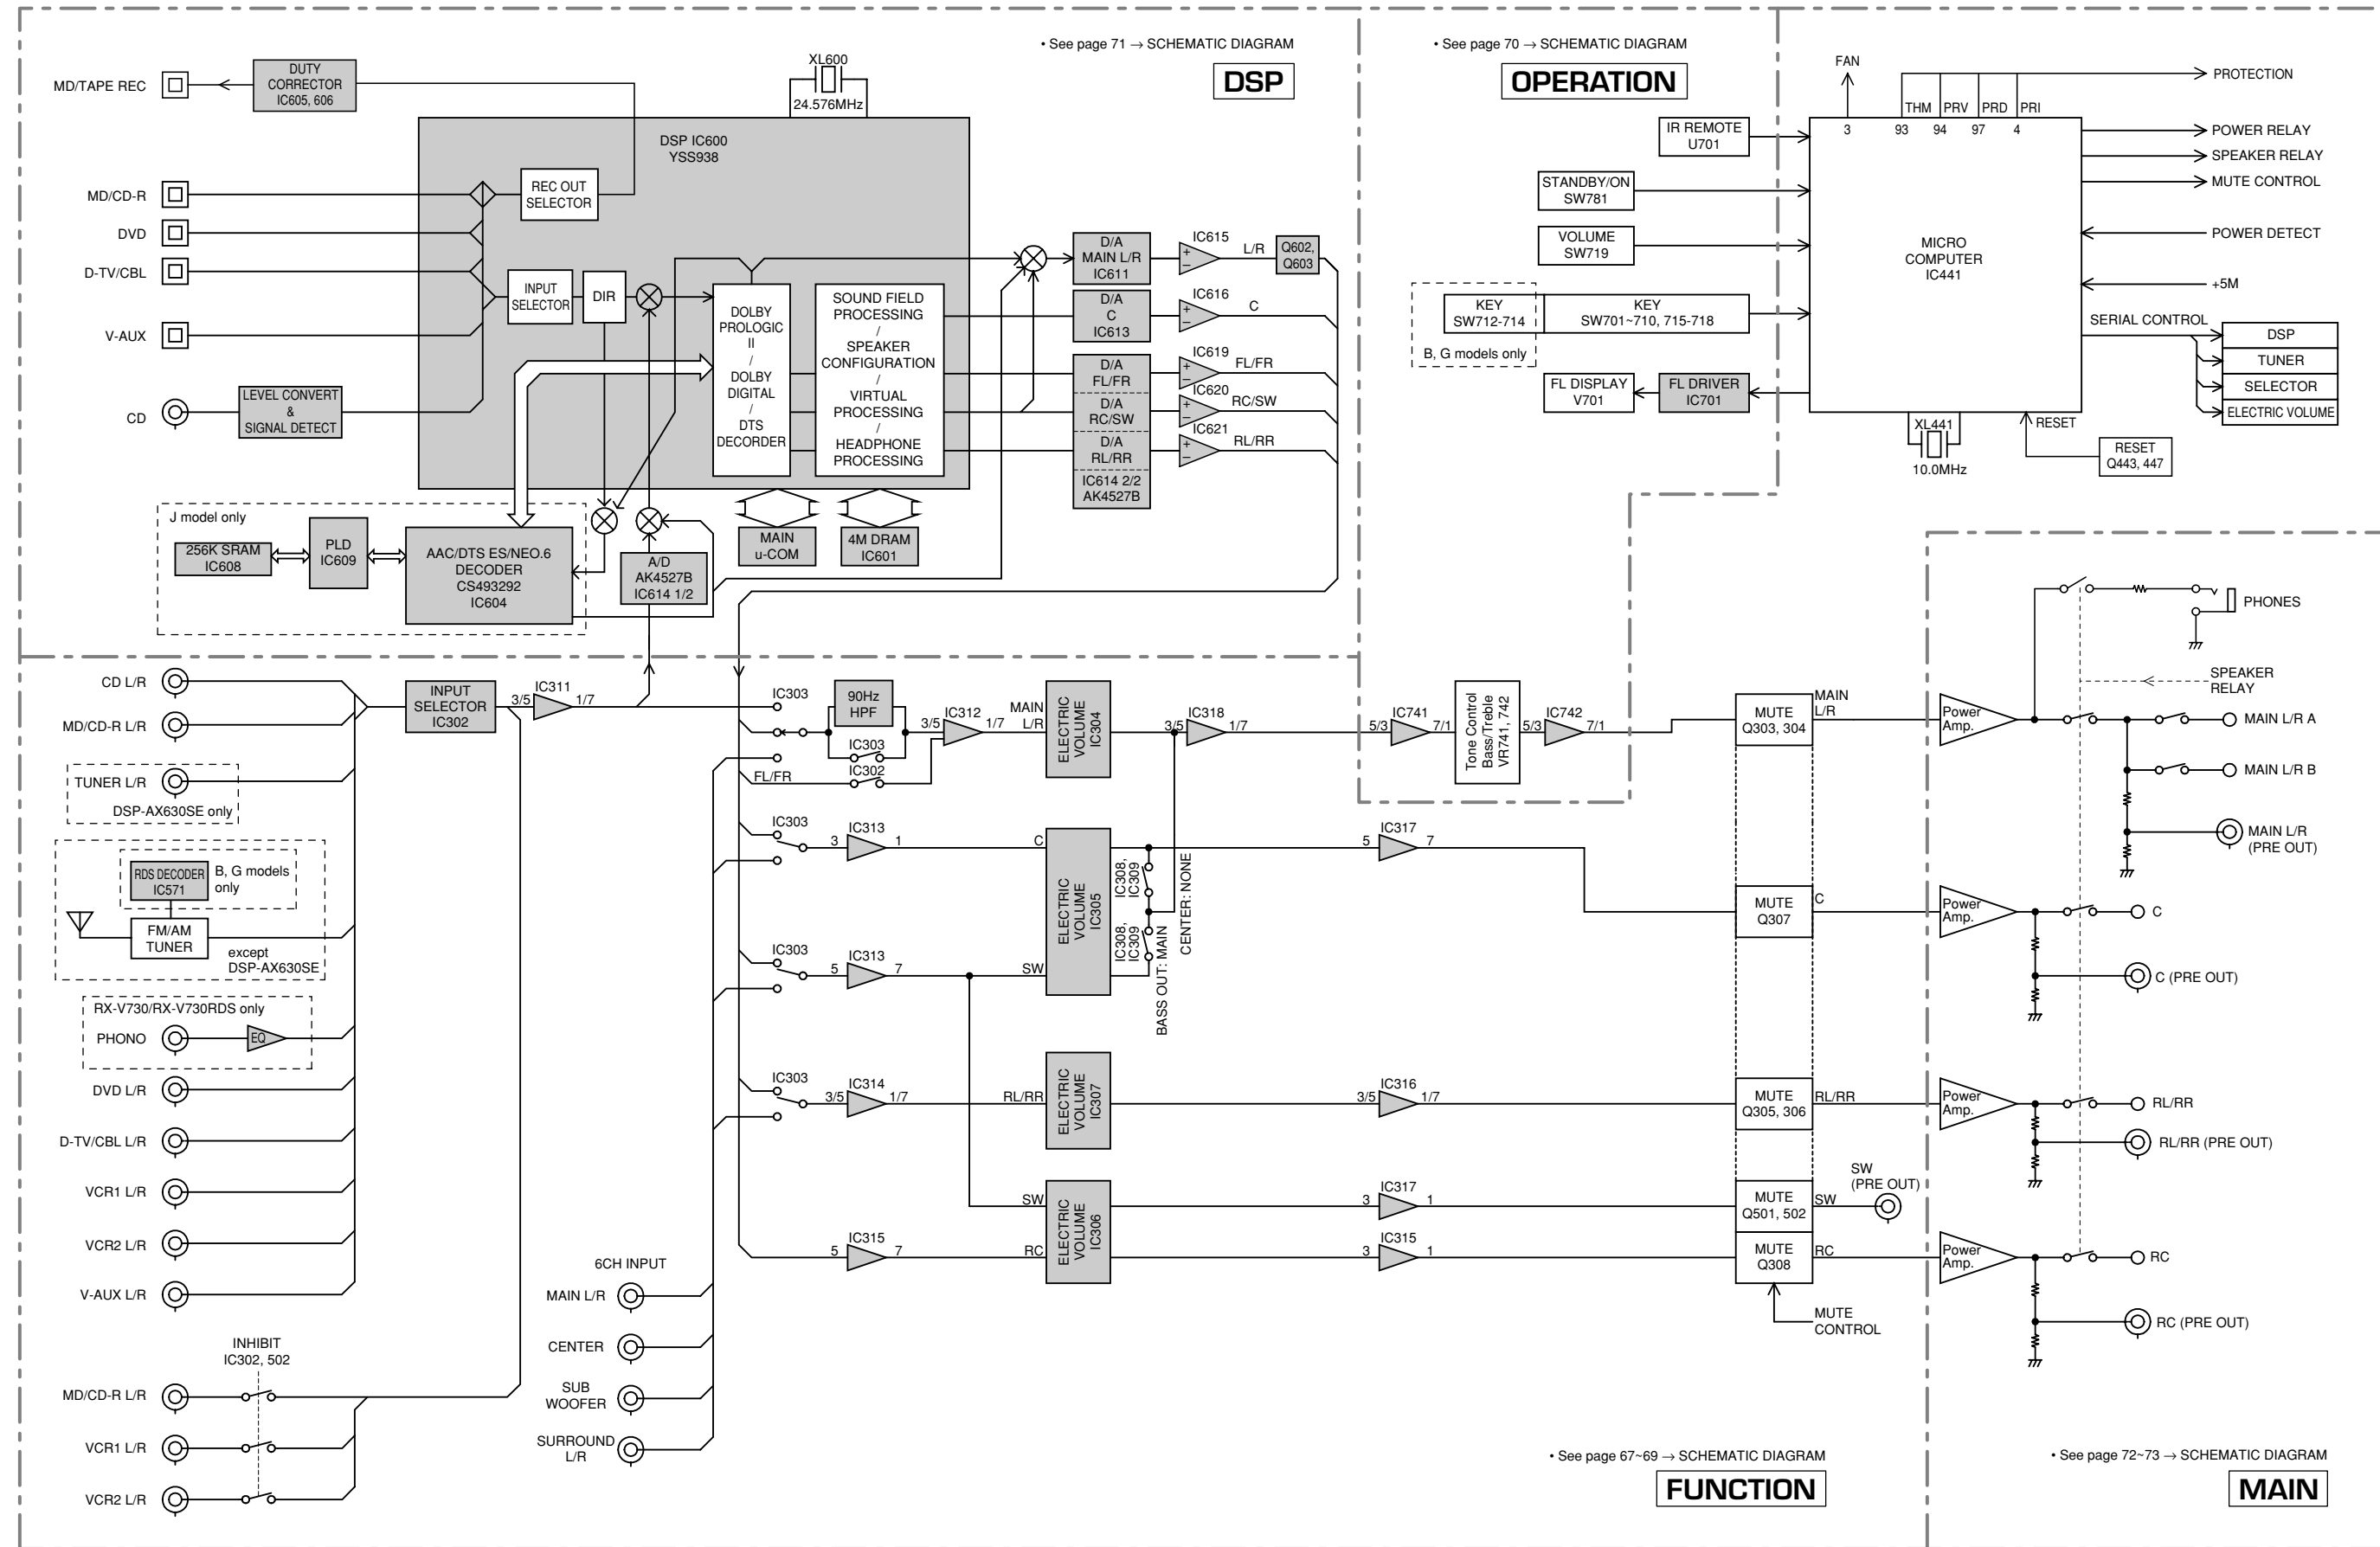 • See page 71 → SCHEMATIC DIAGRAM
DSP
MD/TAPE REC
DUTY
CORRECTOR
IC605, 606
XL600
24.576MHz
DSP IC600
YSS938
MD/CD-R
REC OUT
SELECTOR
DVD
D-TV/CBL
INPUT
SELECTOR
DIR
V-AUX
CD
LEVEL CONVERT
&
SIGNAL DETECT
DOLBY
PROLOGIC
II
/
DOLBY
DIGITAL
/
DTS
DECORDER
SOUND FIELD
PROCESSING
/
SPEAKER
CONFIGURATION
/
VIRTUAL
PROCESSING
/
HEADPHONE
PROCESSING
D/A
MAIN L/R
IC611
+
−
IC615
L/R
Q602,
Q603
D/A
C
IC613
+
−
IC616
C
D/A
FL/FR
+
−
IC619
FL/FR
D/A
RC/SW
+
−
IC620
RC/SW
D/A
RL/RR
+
−
IC621
RL/RR
IC614 2/2
AK4527B
J model only
256K SRAM
IC608
PLD
IC609
AAC/DTS ES/NEO.6
DECODER
CS493292
IC604
A/D
AK4527B
IC614 1/2
MAIN
u-COM
4M DRAM
IC601
• See page 70 → SCHEMATIC DIAGRAM
OPERATION
IR REMOTE
U701
STANDBY/ON
SW781
VOLUME
SW719
KEY
SW712-714
KEY
SW701~710, 715-718
B, G models only
FL DISPLAY
V701
FL DRIVER
IC701
FAN
3
THM
PRV
PRD
PRI
93
94
97
4
MICRO
COMPUTER
IC441
PROTECTION
POWER RELAY
SPEAKER RELAY
MUTE CONTROL
POWER DETECT
+5M
SERIAL CONTROL
DSP
TUNER
SELECTOR
ELECTRIC VOLUME
XL441
10.0MHz
RESET
RESET
Q443, 447
CD L/R
MD/CD-R L/R
TUNER L/R
DSP-AX630SE only
RDS DECODER
IC571
B, G models
only
FM/AM
TUNER
except
DSP-AX630SE
RX-V730/RX-V730RDS only
PHONO
EQ
DVD L/R
D-TV/CBL L/R
VCR1 L/R
VCR2 L/R
V-AUX L/R
INHIBIT
IC302, 502
MD/CD-R L/R
VCR1 L/R
VCR2 L/R
INPUT
SELECTOR
IC302
3/5
IC311
1/7
6CH INPUT
MAIN L/R
CENTER
SUB
WOOFER
SURROUND
L/R
IC303
90Hz
HPF
IC303
IC302
FL/FR
3/5
IC312
1/7
MAIN
L/R
ELECTRIC
VOLUME
IC304
3/5
IC318
1/7
5/3
IC741
7/1
Tone Control
Bass/Treble
VR741, 742
5/3
IC742
7/1
MUTE
Q303, 304
MAIN
L/R
IC303
3
IC313
1
C
ELECTRIC
VOLUME
IC305
IC308,
IC309
IC308,
IC309
BASS OUT: MAIN
CENTER: NONE
5
IC317
7
MUTE
Q307
C
IC303
5
IC313
7
SW
IC303
3/5
IC314
1/7
RL/RR
ELECTRIC
VOLUME
IC307
3/5
IC316
1/7
MUTE
Q305, 306
RL/RR
SW
ELECTRIC
VOLUME
IC306
3
IC317
1
MUTE
Q501, 502
SW
SW
(PRE OUT)
5
IC315
7
RC
3
IC315
1
MUTE
Q308
RC
MUTE
CONTROL
• See page 67~69 → SCHEMATIC DIAGRAM
FUNCTION
PHONES
SPEAKER
RELAY
Power
Amp.
MAIN L/R A
MAIN L/R B
MAIN L/R
(PRE OUT)
Power
Amp.
C
C (PRE OUT)
Power
Amp.
RL/RR
RL/RR (PRE OUT)
Power
Amp.
RC
RC (PRE OUT)
• See page 72~73 → SCHEMATIC DIAGRAM
MAIN